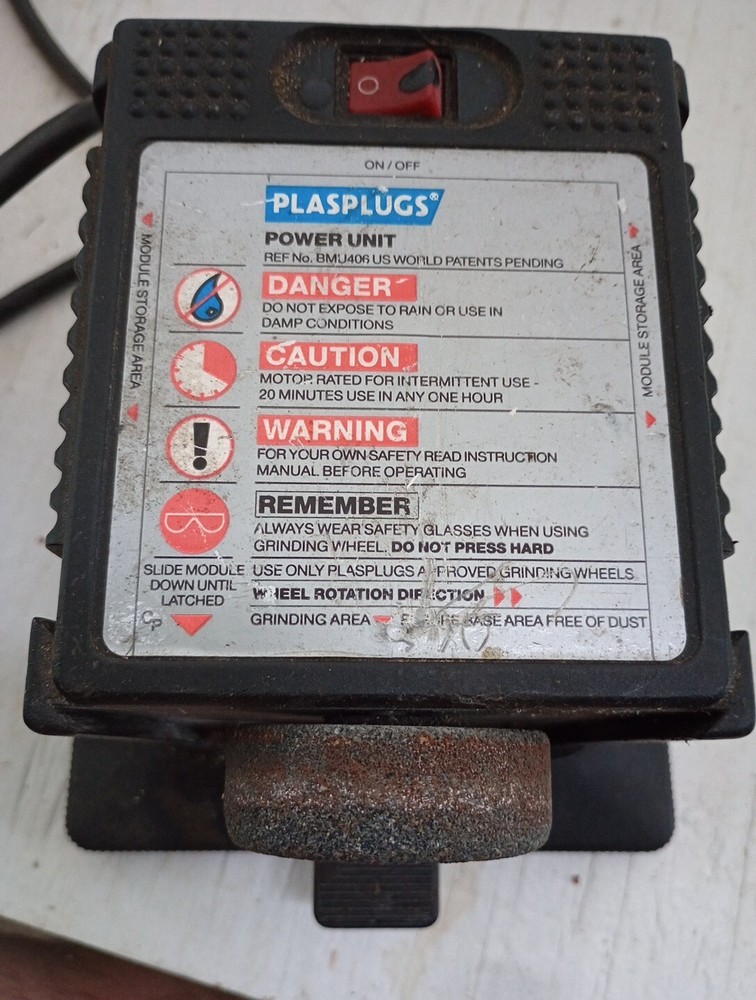 O
ON / OFF
PLASPLUGS®
POWER UNIT
REF No. BMU406 US WORLD PATENTS PENDING
DANGER
DO NOT EXPOSE TO RAIN OR USE IN
DAMP CONDITIONS
CAUTION
MOTOR RATED FOR INTERMITTENT USE -
20 MINUTES USE IN ANY ONE HOUR
WARNING
FOR YOUR OWN SAFETY READ INSTRUCTION
MANUAL BEFORE OPERATING
REMEMBER
ALWAYS WEAR SAFETY GLASSES WHEN USING
GRINDING WHEEL. DO NOT PRESS HARD
SLIDE MODULE
DOWN UNTIL
LATCHED
USE ONLY PLASPLUGS APPROVED GRINDING WHEELS
WHEEL ROTATION DIRECTION
GRINDING AREA
BASE AREA FREE OF DUST
MODULE STORAGE AREA
MODULE STORAGE AREA